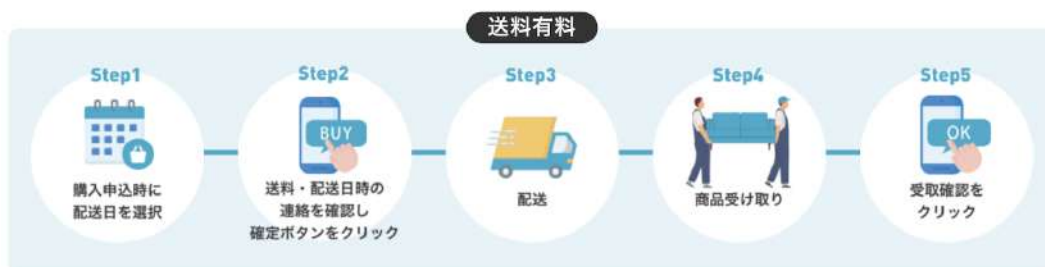 送料有料
Step1
購入申込時に
配送日を選択
Step2
BUY
送料・配送日時の
連絡を確認し
確定ボタンをクリック
Step3
配送
Step4
商品受け取り
Step5
OK
受取確認を
クリック